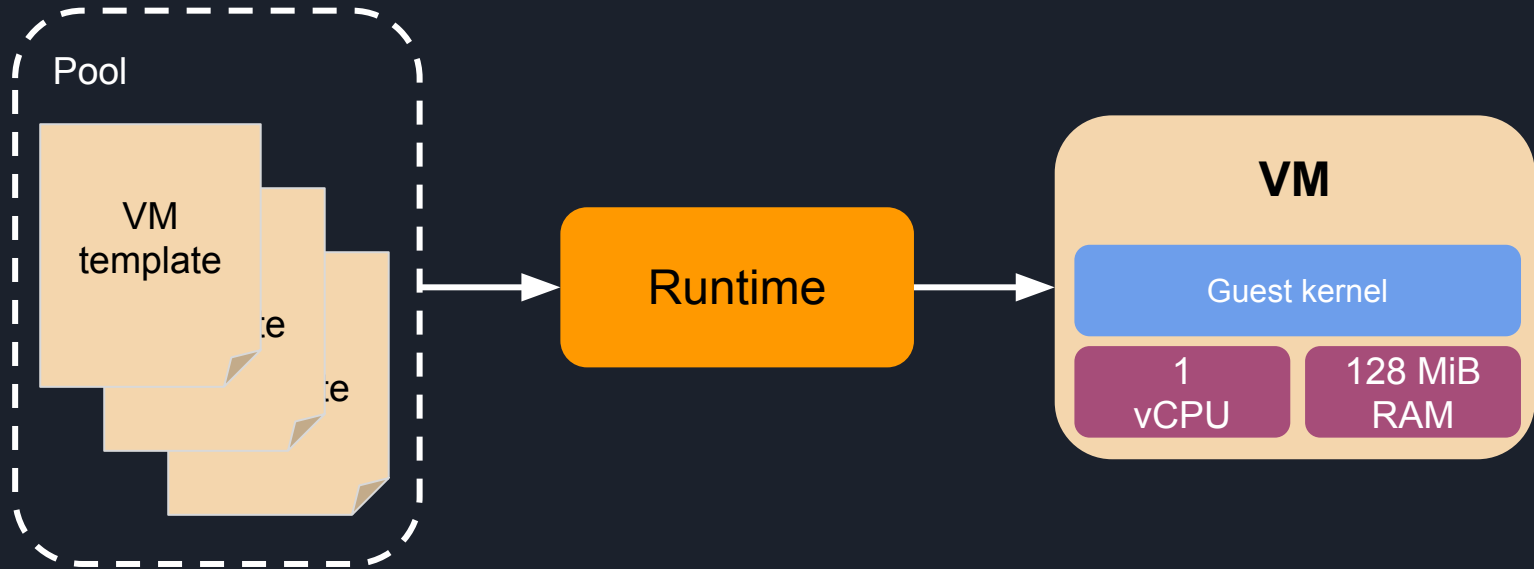 Pool
VM
template
te
te
Runtime
VM
Guest kernel
1
vCPU
128 MiB
RAM